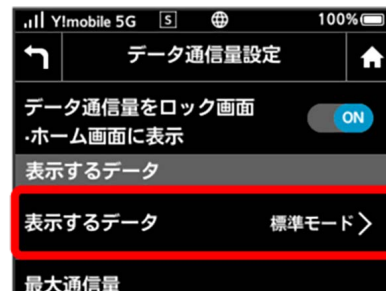 Y!mobile 5G S 100%
データ通信量設定
データ通信量をロック画面
・ホーム画面に表示 ON
表示するデータ
表示するデータ 標準モード
最大通信量